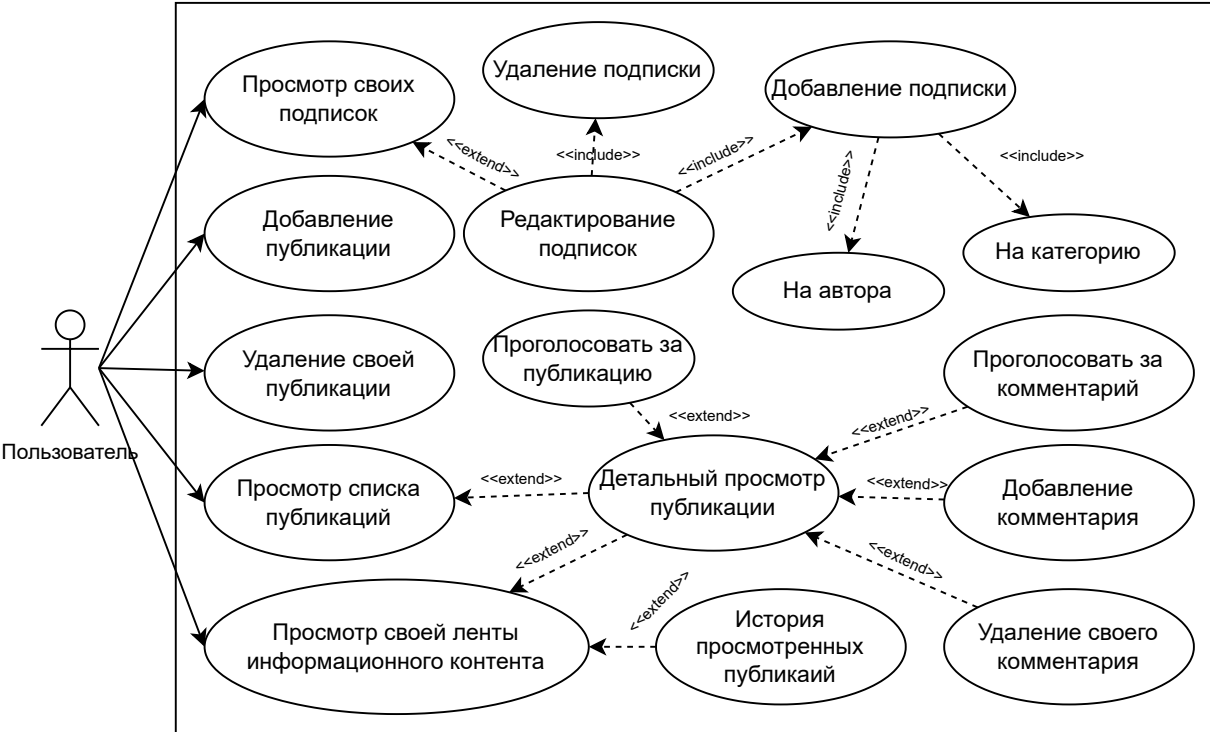 Просмотр своих
подписок
Удаление подписки
Добавление подписки
<<extend>>
<<include>>
<<include>>
<<include>>
<<include>>
Добавление
публикации
Редактирование
подписок
На автора
На категорию
Пользователь
Удаление своей
публикации
Проголосовать за
публикацию
Проголосовать за
комментарий
<<extend>>
<<extend>>
Просмотр списка
публикаций
<<extend>>
Детальный просмотр
публикации
<<extend>>
Добавление
комментария
<<extend>>
<<extend>>
<<extend>>
Просмотр своей ленты
информационного контента
История
просмотренных
публикаий
Удаление своего
комментария